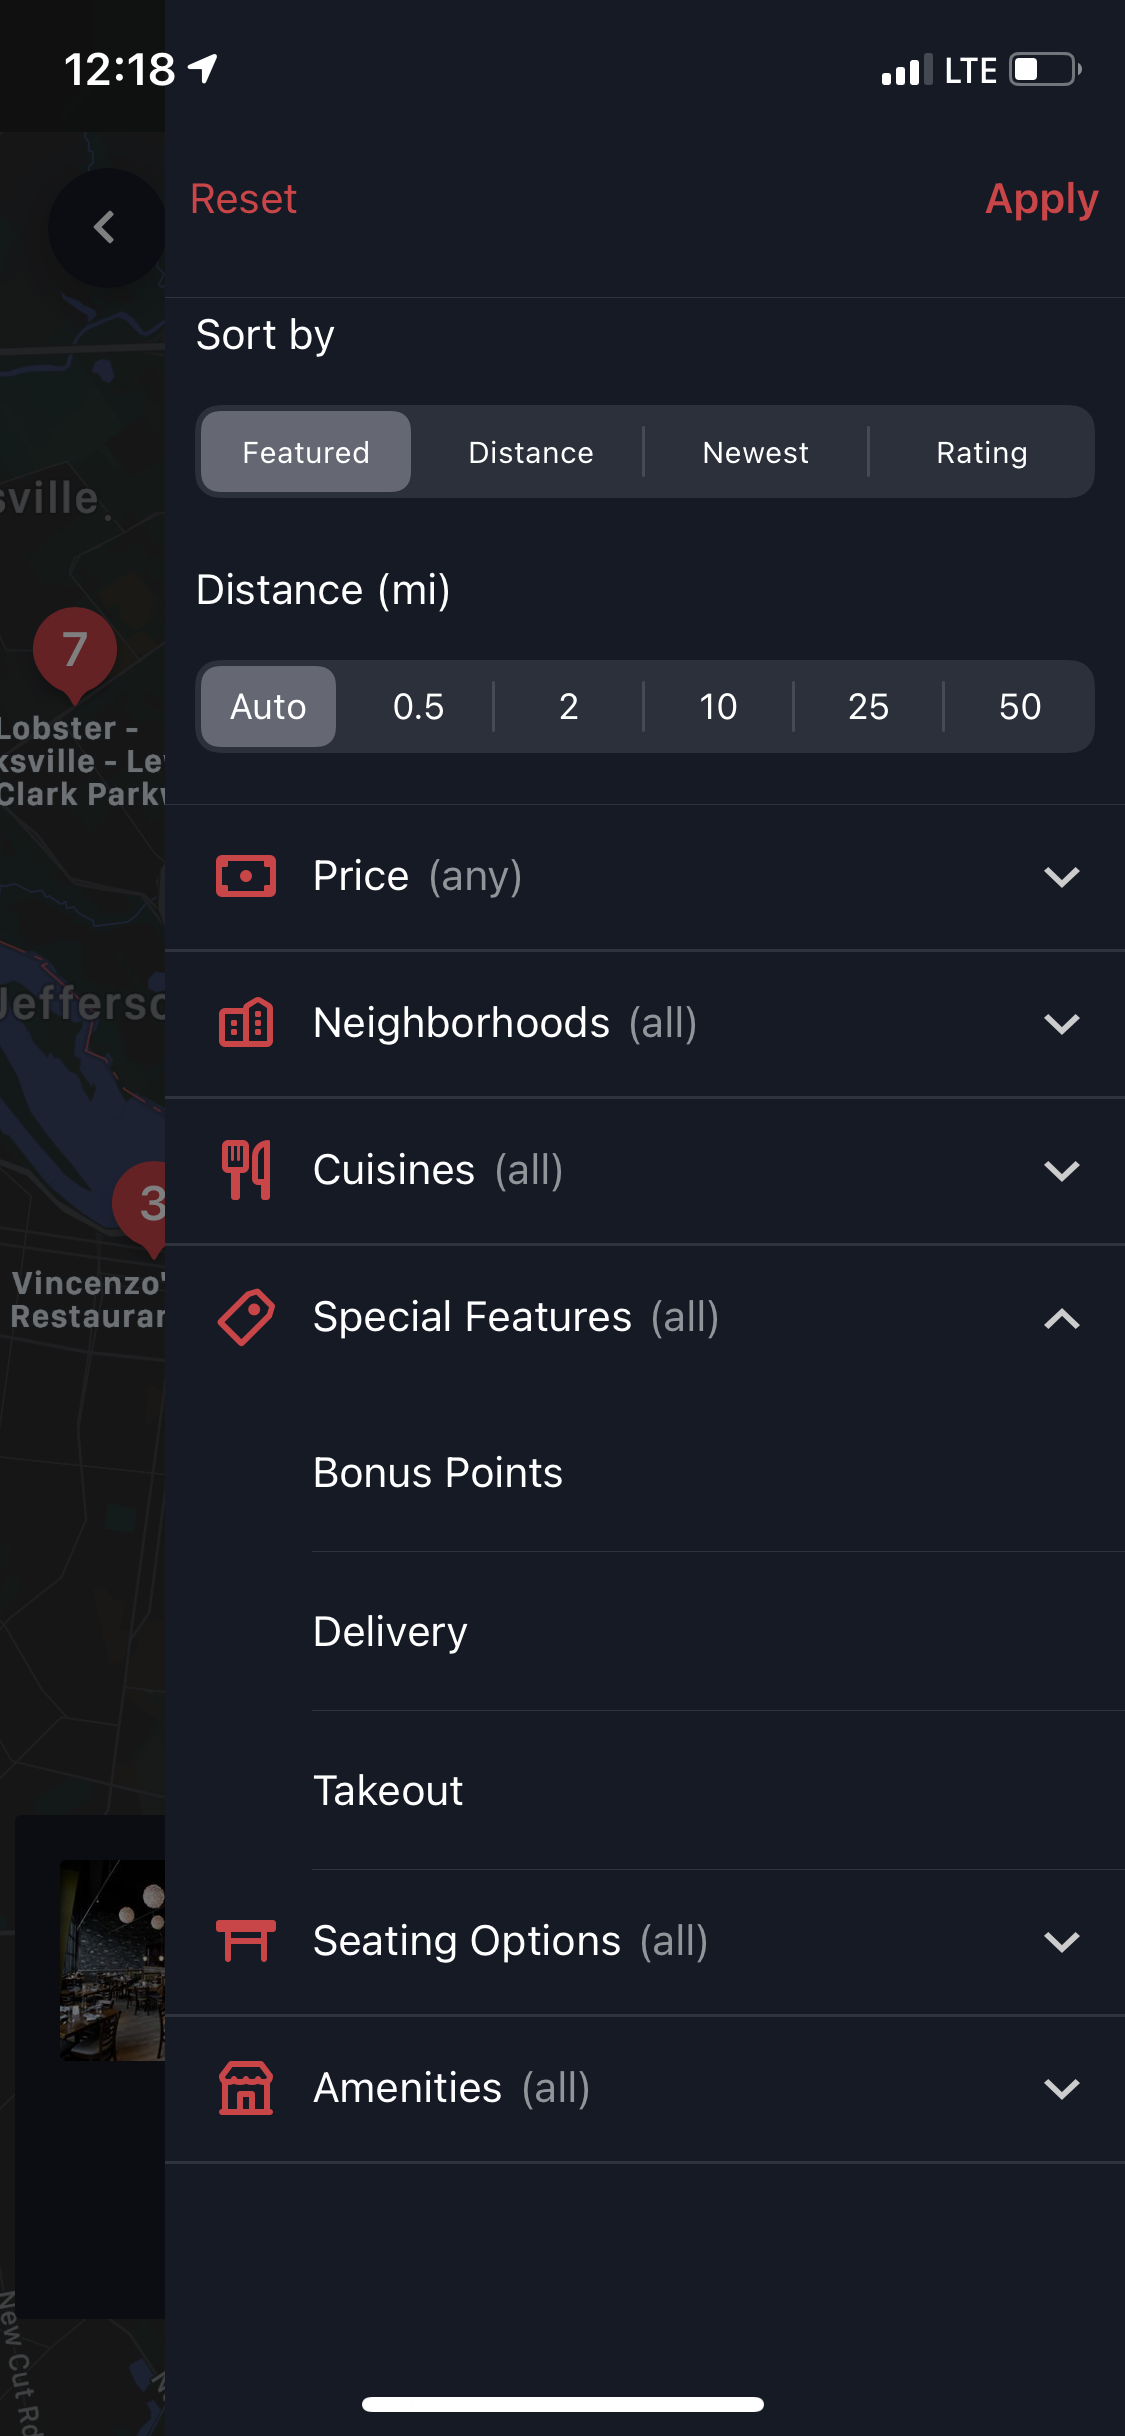 12:18
LTE
Reset
Apply
Sort by
Featured
Distance
Newest
Rating
Distance (mi)
Auto
0.5
2
10
25
50
Price (any)
Neighborhoods (all)
Cuisines (all)
Special Features (all)
Bonus Points
Delivery
Takeout
Seating Options (all)
Amenities (all)
sville
7
Lobster -
ksville - Le
Clark Park
Jefferso
3
Vincenzo'
Restaurar
New Cut Rd